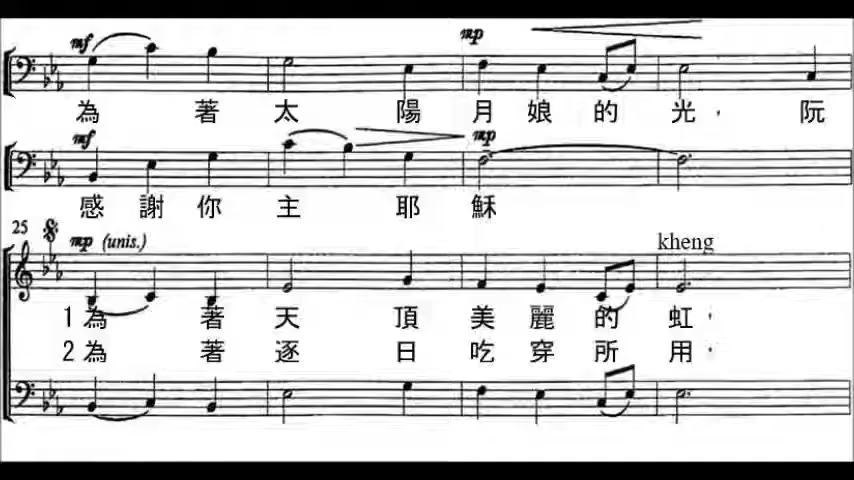 mf mp
為著太陽月娘的光，阮
mf mp
感謝你主耶穌
25 mp (unis.) kheng
1為著天頂美麗的虹，
2為著逐日吃穿所用，